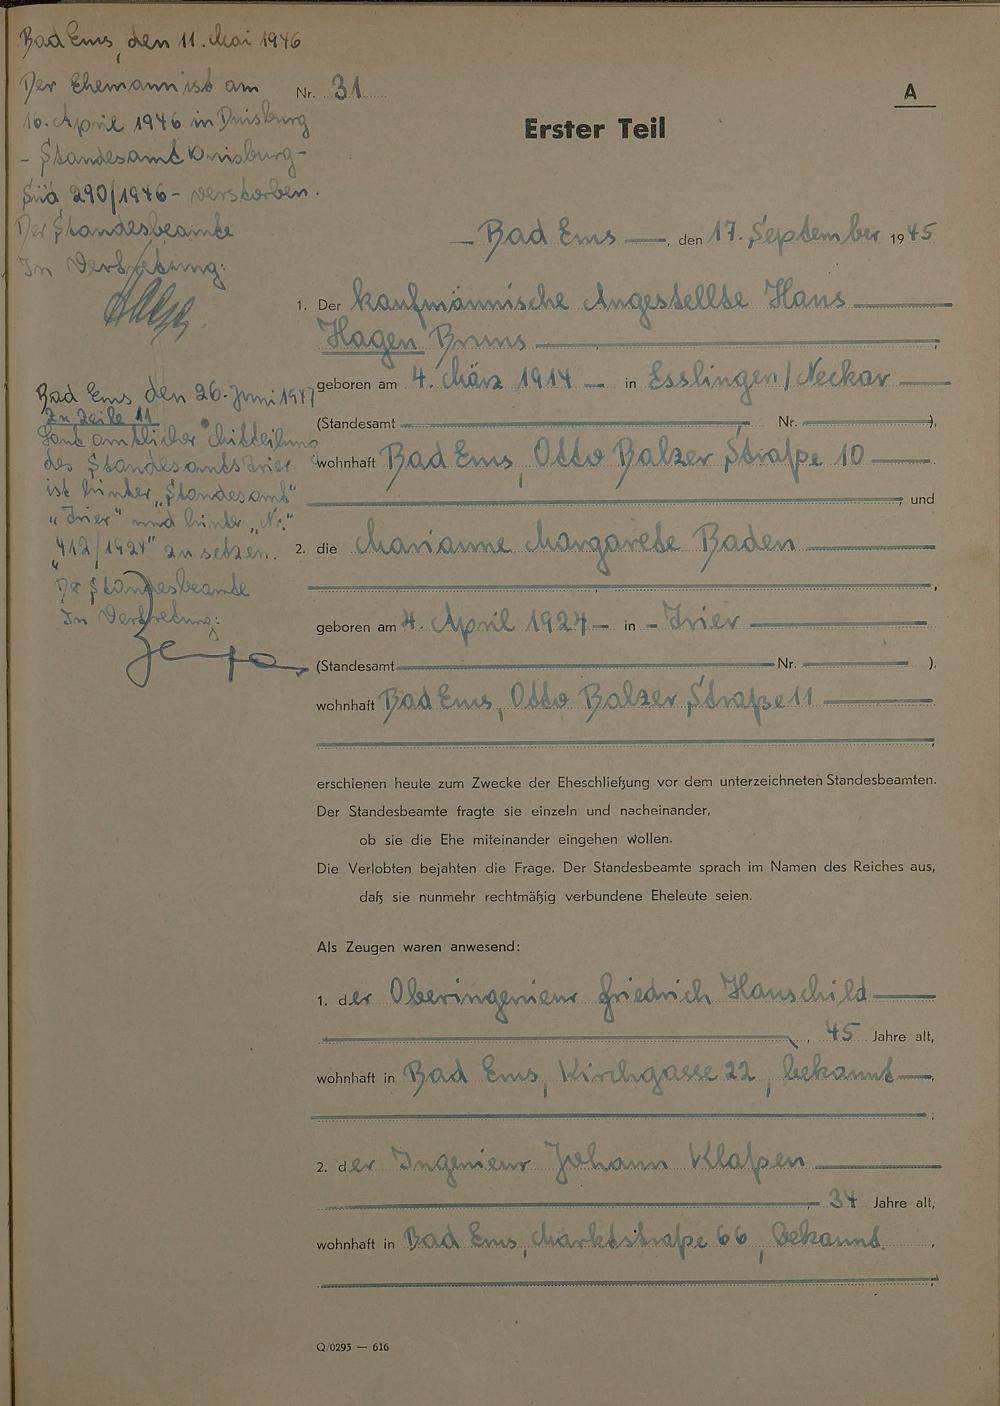 Bad Ems, den 11. Mai 1946
Der Ehemann ist am
16. April 1946 in Duisburg
- Standesamt Duisburg-
Süd 290/1946 - verstorben.
Der Standesbeamte
In Vertretung:
Bad Ems den 26. Juni 1947
Zu Zeile 11
Laut amtlicher Mitteilung
des Standesamts Trier
ist hinter „Standesamt"
„Trier" und hinter „Nr."
„412/1924" zu setzen.
Der Standesbeamte
In Vertretung:
Nr. 31
A
Erster Teil
Bad Ems, den 17. September 1945
1. Der kaufmännische Angestellte Hans
Hagen Bruns,
geboren am 4. März 1914 in Esslingen/Neckar
(Standesamt Nr. ),
wohnhaft Bad Ems, Otto Balzer Straße 10
, und
2. die Marianne Margarete Baden
,
geboren am 4. April 1924 in Trier
(Standesamt Nr. ),
wohnhaft Bad Ems, Otto Balzer Straße 11
,
erschienen heute zum Zwecke der Eheschließung vor dem unterzeichneten Standesbeamten.
Der Standesbeamte fragte sie einzeln und nacheinander,
ob sie die Ehe miteinander eingehen wollen.
Die Verlobten bejahten die Frage. Der Standesbeamte sprach im Namen des Reiches aus,
daß sie nunmehr rechtmäßig verbundene Eheleute seien.
Als Zeugen waren anwesend:
1. der Oberingenieur Friedrich Hauschild
, 45 Jahre alt,
wohnhaft in Bad Ems, Kirchgasse 22, bekannt,
;
2. der Ingenieur Johann Klaßen
, 34 Jahre alt,
wohnhaft in Bad Ems, Marktstraße 66, bekannt.,
.
Q/0293 — 616